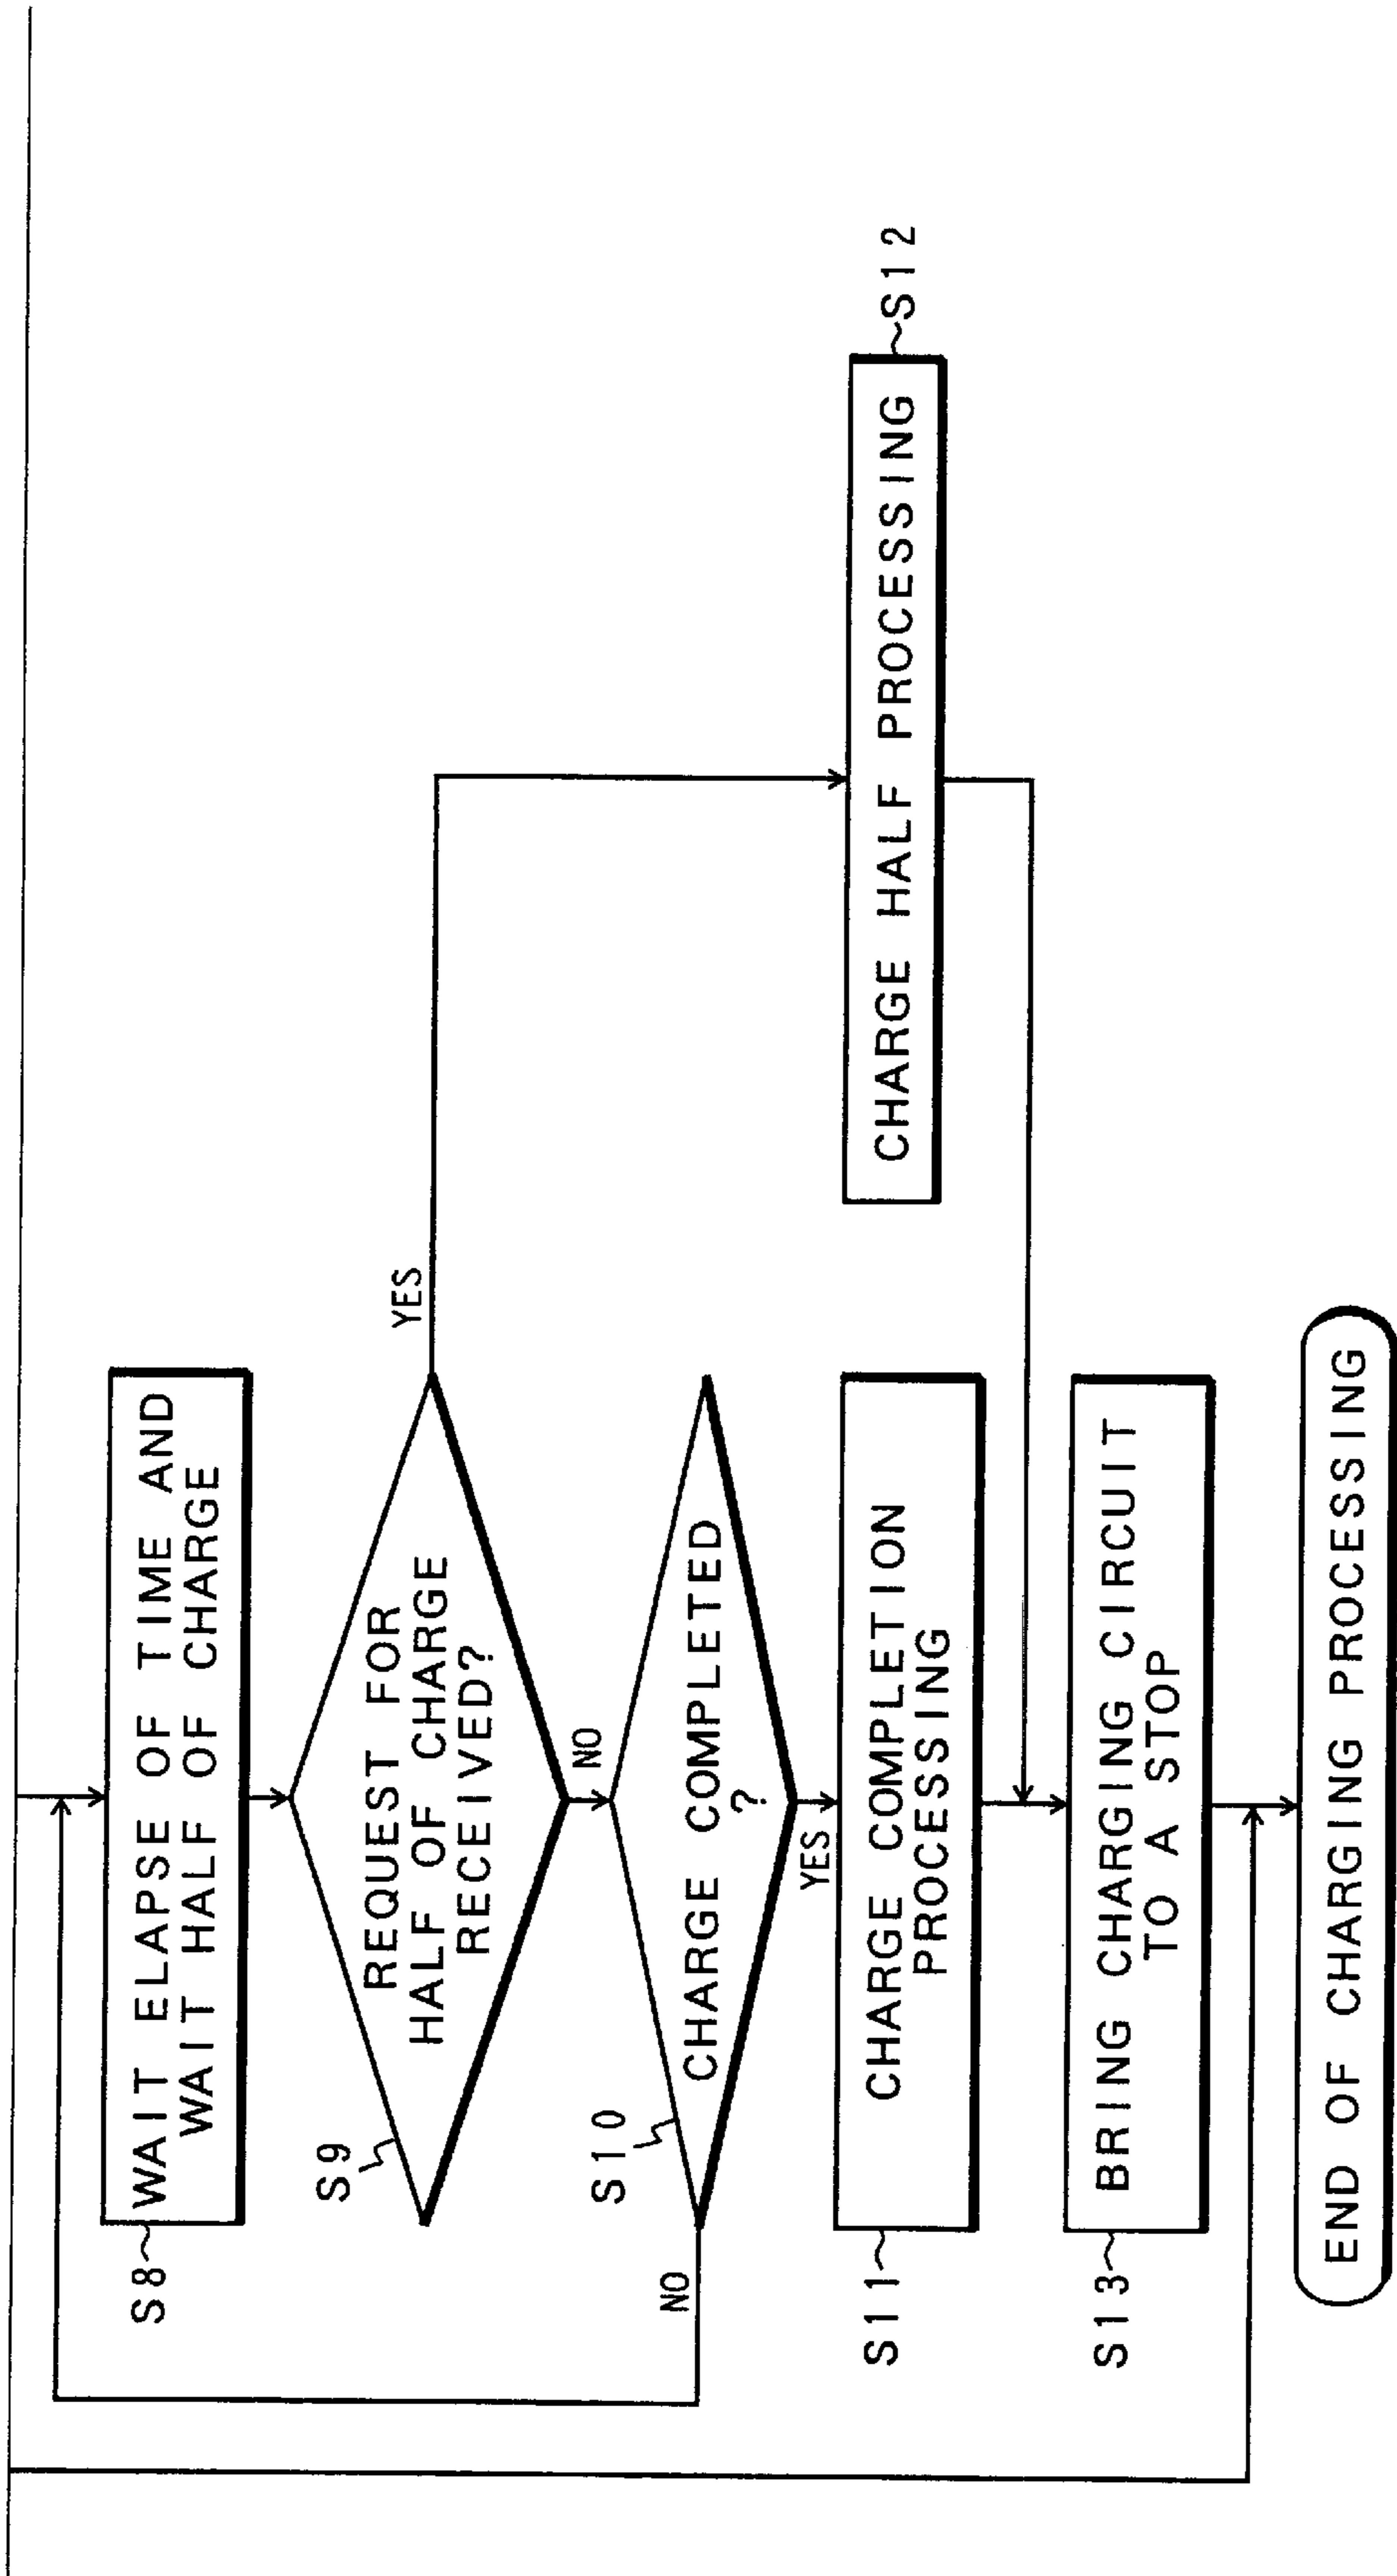 S8
WAIT ELAPSE OF TIME AND
WAIT HALF OF CHARGE
S9
REQUEST FOR
HALF OF CHARGE
RECEIVED?
YES
NO
S10
CHARGE COMPLETED
?
NO
YES
S11
CHARGE COMPLETION
PROCESSING
CHARGE HALF PROCESSING
S12
S13
BRING CHARGING CIRCUIT
TO A STOP
END OF CHARGING PROCESSING